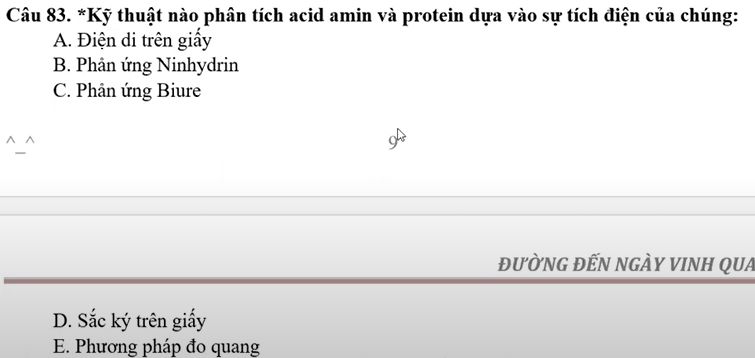 Câu 83. *Kỹ thuật nào phân tích acid amin và protein dựa vào sự tích điện của chúng:
A. Điện di trên giấy
B. Phản ứng Ninhydrin
C. Phản ứng Biure
^_^
9
ĐƯỜNG ĐẾN NGÀY VINH QUA
D. Sắc ký trên giấy
E. Phương pháp đo quang